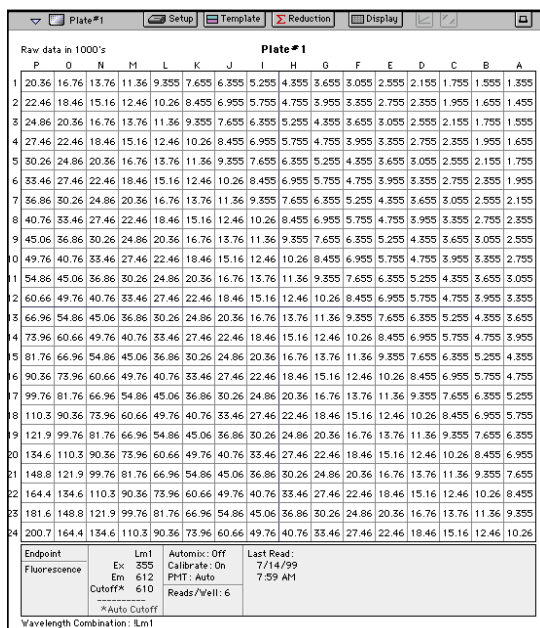 Plate#1 Setup Template Reduction Display
Raw data in 1000's Plate#1
P O N M L K J I H G F E D C B A
1 20.36 16.76 13.76 11.36 9.355 7.655 6.355 5.255 4.355 3.655 3.055 2.555 2.155 1.755 1.555 1.355
2 22.46 18.46 15.16 12.46 10.26 8.455 6.955 5.755 4.755 3.955 3.355 2.755 2.355 1.955 1.655 1.455
3 24.86 20.36 16.76 13.76 11.36 9.355 7.655 6.355 5.255 4.355 3.655 3.055 2.555 2.155 1.755 1.555
4 27.46 22.46 18.46 15.16 12.46 10.26 8.455 6.955 5.755 4.755 3.955 3.355 2.755 2.355 1.955 1.655
5 30.26 24.86 20.36 16.76 13.76 11.36 9.355 7.655 6.355 5.255 4.355 3.655 3.055 2.555 2.155 1.755
6 33.46 27.46 22.46 18.46 15.16 12.46 10.26 8.455 6.955 5.755 4.755 3.955 3.355 2.755 2.355 1.955
7 36.86 30.26 24.86 20.36 16.76 13.76 11.36 9.355 7.655 6.355 5.255 4.355 3.655 3.055 2.555 2.155
8 40.76 33.46 27.46 22.46 18.46 15.16 12.46 10.26 8.455 6.955 5.755 4.755 3.955 3.355 2.755 2.355
9 45.06 36.86 30.26 24.86 20.36 16.76 13.76 11.36 9.355 7.655 6.355 5.255 4.355 3.655 3.055 2.555
10 49.76 40.76 33.46 27.46 22.46 18.46 15.16 12.46 10.26 8.455 6.955 5.755 4.755 3.955 3.355 2.755
11 54.86 45.06 36.86 30.26 24.86 20.36 16.76 13.76 11.36 9.355 7.655 6.355 5.255 4.355 3.655 3.055
12 60.66 49.76 40.76 33.46 27.46 22.46 18.46 15.16 12.46 10.26 8.455 6.955 5.755 4.755 3.955 3.355
13 66.96 54.86 45.06 36.86 30.26 24.86 20.36 16.76 13.76 11.36 9.355 7.655 6.355 5.255 4.355 3.655
14 73.96 60.66 49.76 40.76 33.46 27.46 22.46 18.46 15.16 12.46 10.26 8.455 6.955 5.755 4.755 3.955
15 81.76 66.96 54.86 45.06 36.86 30.26 24.86 20.36 16.76 13.76 11.36 9.355 7.655 6.355 5.255 4.355
16 90.36 73.96 60.66 49.76 40.76 33.46 27.46 22.46 18.46 15.16 12.46 10.26 8.455 6.955 5.755 4.755
17 99.76 81.76 66.96 54.86 45.06 36.86 30.26 24.86 20.36 16.76 13.76 11.36 9.355 7.655 6.355 5.255
18 110.3 90.36 73.96 60.66 49.76 40.76 33.46 27.46 22.46 18.46 15.16 12.46 10.26 8.455 6.955 5.755
19 121.9 99.76 81.76 66.96 54.86 45.06 36.86 30.26 24.86 20.36 16.76 13.76 11.36 9.355 7.655 6.355
20 134.6 110.3 90.36 73.96 60.66 49.76 40.76 33.46 27.46 22.46 18.46 15.16 12.46 10.26 8.455 6.955
21 148.8 121.9 99.76 81.76 66.96 54.86 45.06 36.86 30.26 24.86 20.36 16.76 13.76 11.36 9.355 7.655
22 164.4 134.6 110.3 90.36 73.96 60.66 49.76 40.76 33.46 27.46 22.46 18.46 15.16 12.46 10.26 8.455
23 181.6 148.8 121.9 99.76 81.76 66.96 54.86 45.06 36.86 30.26 24.86 20.36 16.76 13.76 11.36 9.355
24 200.7 164.4 134.6 110.3 90.36 73.96 60.66 49.76 40.76 33.46 27.46 22.46 18.46 15.16 12.46 10.26
Endpoint Lm1 Automix: Off Last Read:
Fluorescence Ex 355 Calibrate: On 7/14/99
Em 612 PMT: Auto 7:59 AM
Cutoff* 610 Reads/Well: 6
----------
*Auto Cutoff
Wavelength Combination: !Lm1